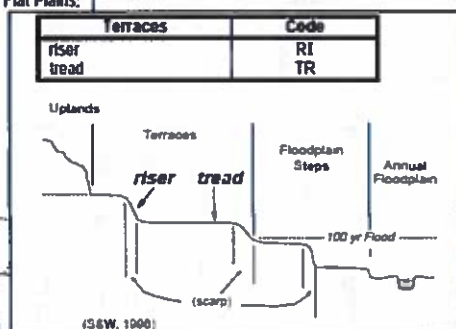 Flat Plains:
Terraces Code
riser RI
tread TR
Uplands
Terraces
Floodplain
Steps
Annual
Floodplain
riser tread
100 yr Flood
(scarp)
(S&W, 1996)